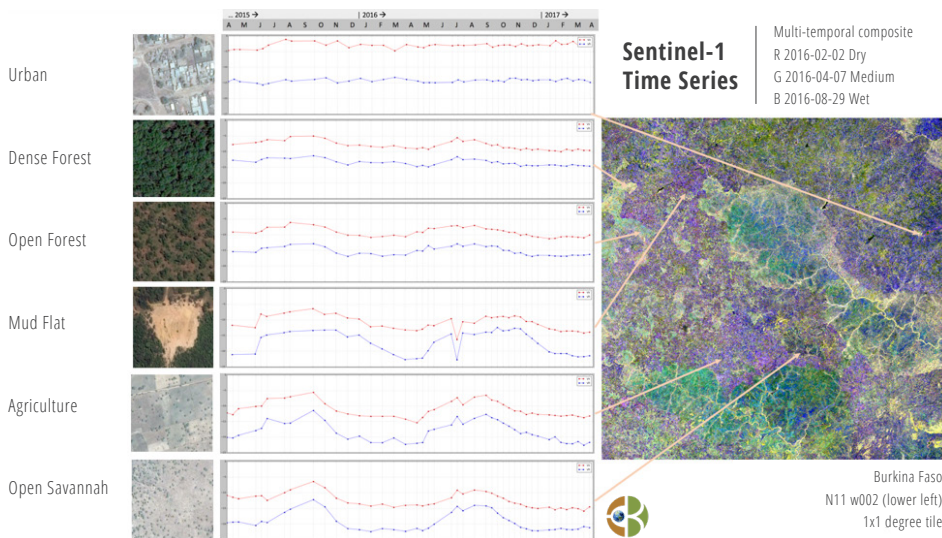 ... 2015 → | 2016 → | 2017 →
A M J J A S O N D J F M A M J J A S O N D J F M A
Urban
Dense Forest
Open Forest
Mud Flat
Agriculture
Open Savannah
Sentinel-1
Time Series
Multi-temporal composite
R 2016-02-02 Dry
G 2016-04-07 Medium
B 2016-08-29 Wet
Burkina Faso
N11 w002 (lower left)
1x1 degree tile